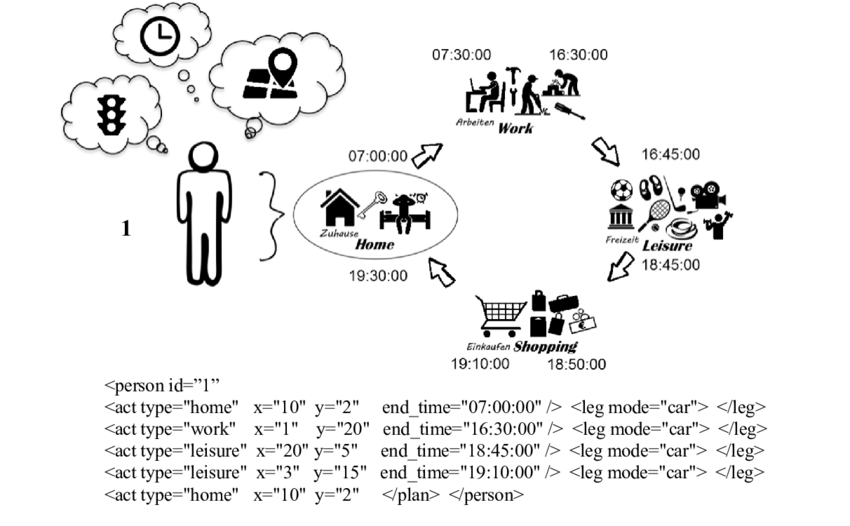 07:30:00 16:30:00
Arbeiten Work
07:00:00 16:45:00
1
Zuhause Home
Freizeit Leisure
19:30:00 18:45:00
Einkaufen Shopping
19:10:00 18:50:00
<person id=”1”
<act type="home" x="10" y="2" end_time="07:00:00" /> <leg mode="car"> </leg>
<act type="work" x="1" y="20" end_time="16:30:00" /> <leg mode="car"> </leg>
<act type="leisure" x="20" y="5" end_time="18:45:00" /> <leg mode="car"> </leg>
<act type="leisure" x="3" y="15" end_time="19:10:00" /> <leg mode="car"> </leg>
<act type="home" x="10" y="2" </plan> </person>